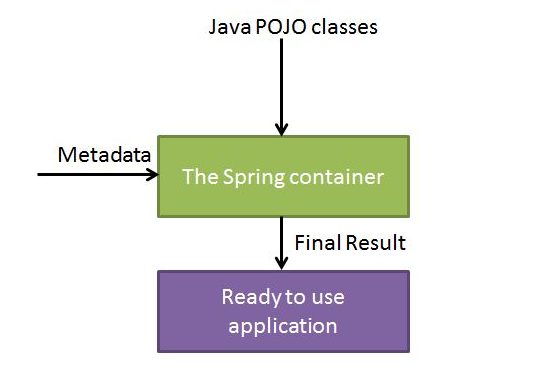 Java POJO classes
Metadata
The Spring container
Final Result
Ready to use
application